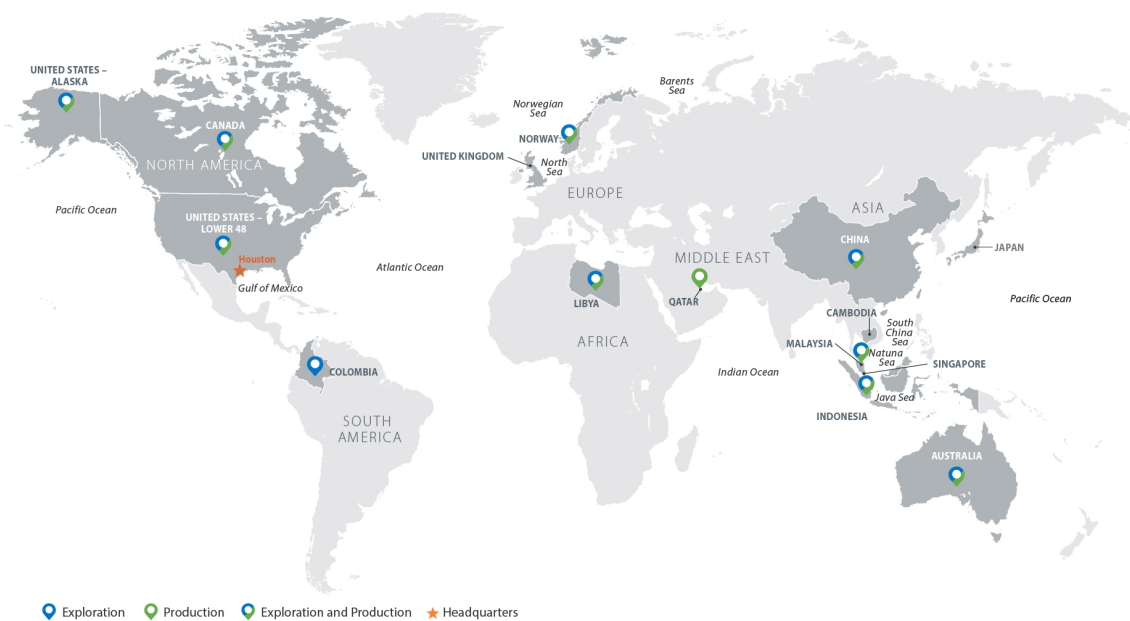 Barents
Sea
UNITED STATES –
ALASKA
Norwegian
Sea
CANADA
NORWAY
UNITED KINGDOM
North
Sea
NORTH AMERICA
EUROPE
Pacific Ocean
ASIA
UNITED STATES –
LOWER 48
CHINA
JAPAN
Houston
MIDDLE EAST
Atlantic Ocean
Gulf of Mexico
LIBYA
QATAR
Pacific Ocean
CAMBODIA
South
China
Sea
AFRICA
MALAYSIA
Natuna
Sea
SINGAPORE
COLOMBIA
Indian Ocean
Java Sea
INDONESIA
SOUTH
AMERICA
AUSTRALIA
Exploration
Production
Exploration and Production
Headquarters